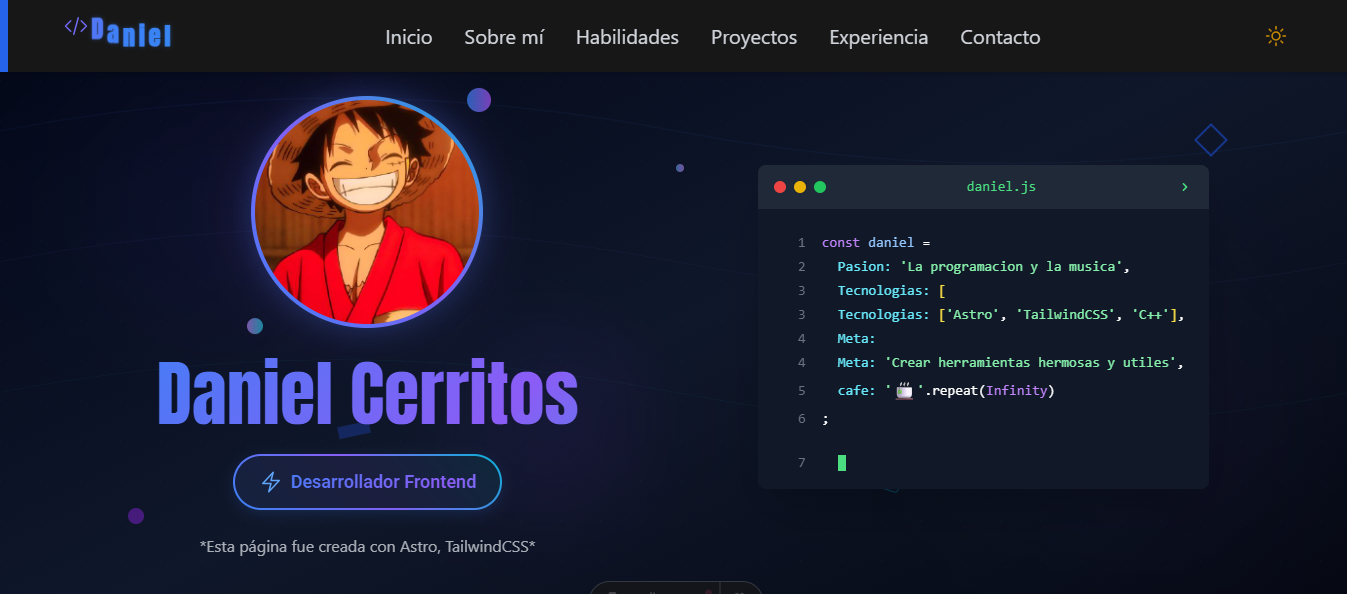 </> Daniel
Inicio Sobre mí Habilidades Proyectos Experiencia Contacto
Daniel Cerritos
Desarrollador Frontend
*Esta página fue creada con Astro, TailwindCSS*
daniel.js
1 const daniel =
2 Pasion: 'La programacion y la musica',
3 Tecnologias: [
3 Tecnologias: ['Astro', 'TailwindCSS', 'C++'],
4 Meta:
4 Meta: 'Crear herramientas hermosas y utiles',
5 cafe: '☕'.repeat(Infinity)
6 ;
7